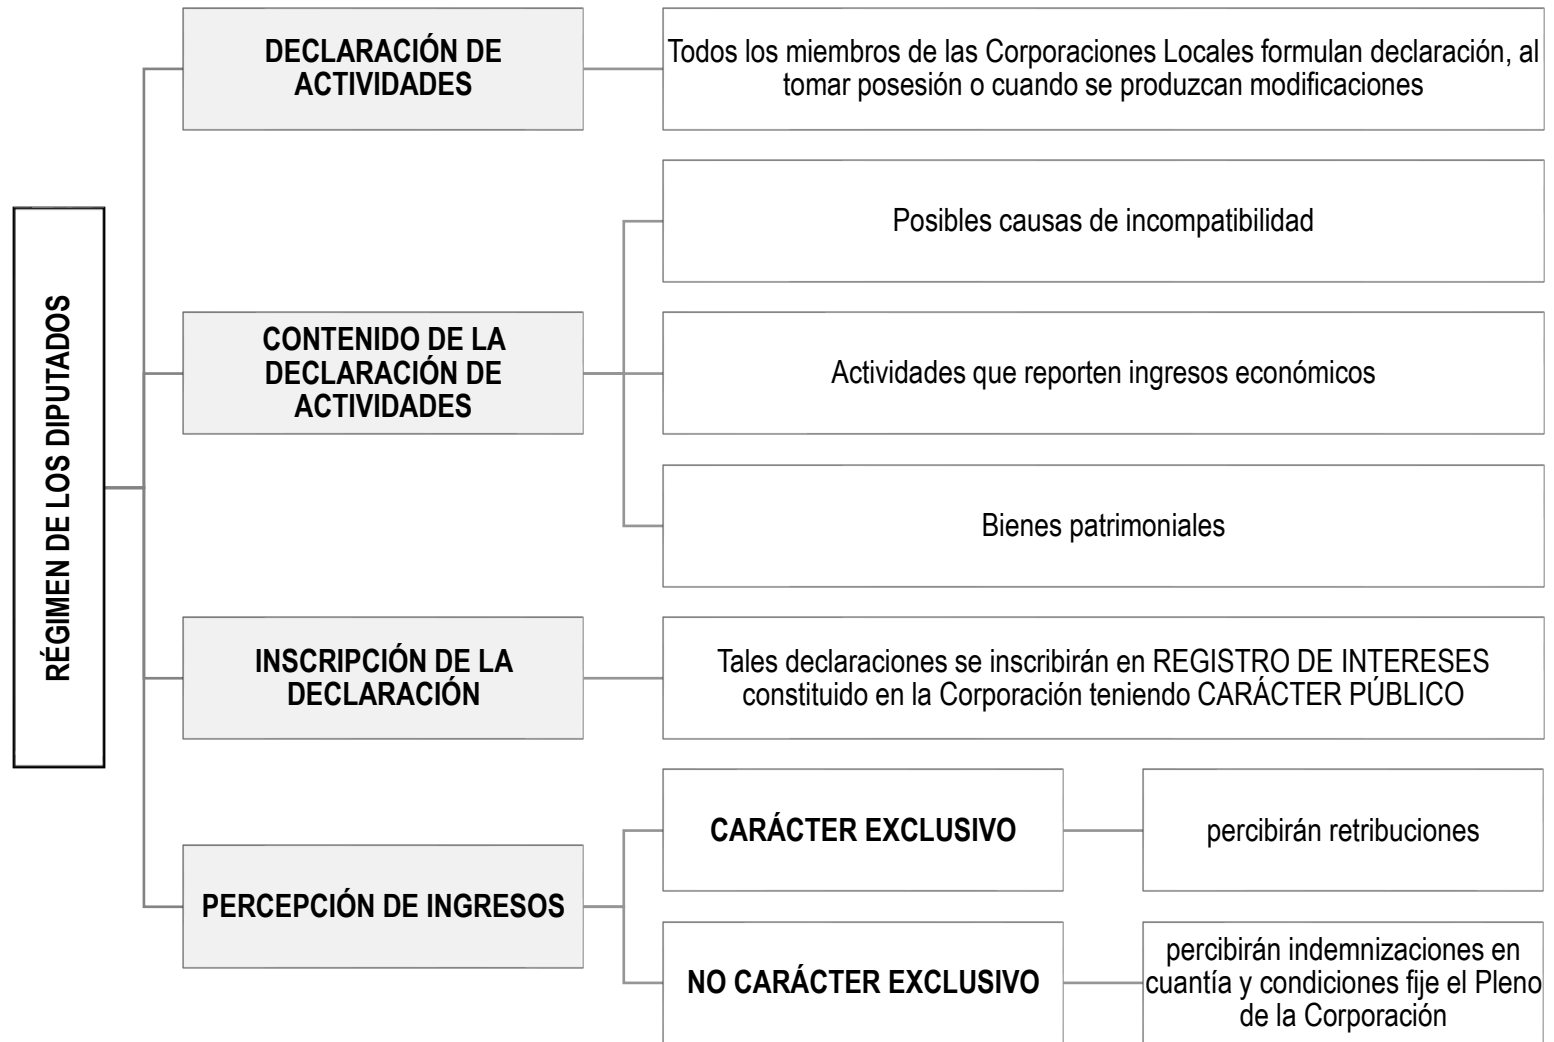 RÉGIMEN DE LOS DIPUTADOS
DECLARACIÓN DE
ACTIVIDADES
Todos los miembros de las Corporaciones Locales formulan declaración, al
tomar posesión o cuando se produzcan modificaciones
CONTENIDO DE LA
DECLARACIÓN DE
ACTIVIDADES
Posibles causas de incompatibilidad
Actividades que reporten ingresos económicos
Bienes patrimoniales
INSCRIPCIÓN DE LA
DECLARACIÓN
Tales declaraciones se inscribirán en REGISTRO DE INTERESES
constituido en la Corporación teniendo CARÁCTER PÚBLICO
PERCEPCIÓN DE INGRESOS
CARÁCTER EXCLUSIVO
percibirán retribuciones
NO CARÁCTER EXCLUSIVO
percibirán indemnizaciones en
cuantía y condiciones fije el Pleno
de la Corporación